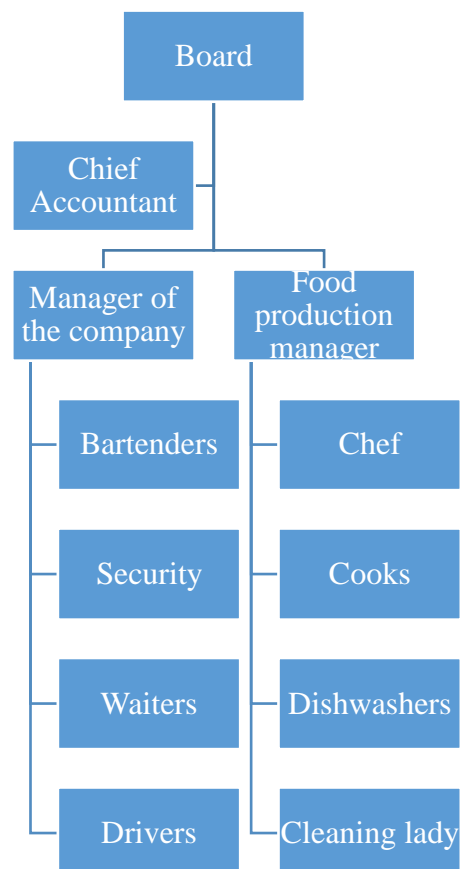 Board
Chief
Accountant
Manager of
the company
Food
production
manager
Bartenders
Chef
Security
Cooks
Waiters
Dishwashers
Drivers
Cleaning lady